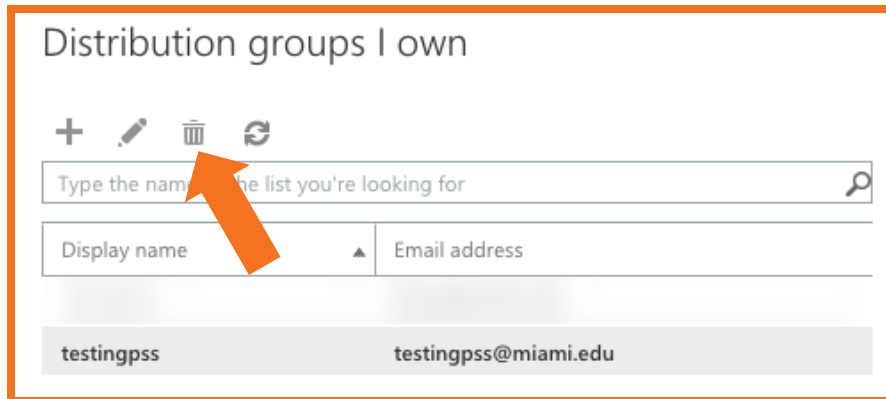 Distribution groups I own
Type the name he list you're looking for
Display name Email address
testingpss testingpss@miami.edu